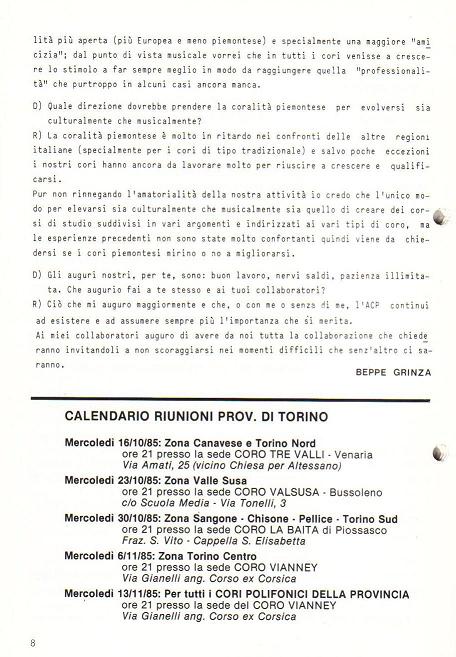 lità più aperta (più Europea e meno piemontese) e specialmente una maggiore "ami
cizia"; dal punto di vista musicale vorrei che in tutti i cori venisse a cresce-
re lo stimolo a far sempre meglio in modo da raggiungere quella "professionali-
tà" che purtroppo in alcuni casi ancora manca.
D) Quale direzione dovrebbe prendere la coralità piemontese per evolversi sia
culturalmente che musicalmente?
R) La coralità piemontese è molto in ritardo nei confronti delle altre regioni
italiane (specialmente per i cori di tipo tradizionale) e salvo poche eccezioni
i nostri cori hanno ancora da lavorare molto per riuscire a crescere e qualifi-
carsi.
Pur non rinnegando l'amatorialità della nostra attività io credo che l'unico mo-
do per elevarsi sia culturalmente che musicalmente sia quello di creare dei cor-
si di studio suddivisi in vari argomenti e indirizzati ai vari tipi di coro, ma
le esperienze precedenti non sono state molto confortanti quindi viene da chie-
dersi se i cori piemontesi mirino o no a migliorarsi.
D) Gli auguri nostri, per te, sono: buon lavoro, nervi saldi, pazienza illimita-
ta. Che augurio fai a te stesso e ai tuoi collaboratori?
R) Ciò che mi auguro maggiormente e che, o con me o senza di me, l'ACP continui
ad esistere e ad assumere sempre più l'importanza che si merita.
Ai miei collaboratori auguro di avere da noi tutta la collaborazione che chiede
ranno invitandoli a non scoraggiarsi nei momenti difficili che senz'altro ci sa-
ranno.
BEPPE GRINZA
CALENDARIO RIUNIONI PROV. DI TORINO
Mercoledi 16/10/85: Zona Canavese e Torino Nord
ore 21 presso la sede CORO TRE VALLI - Venaria
Via Amati, 25 (vicino Chiesa per Altessano)
Mercoledi 23/10/85: Zona Valle Susa
ore 21 presso la sede CORO VALSUSA - Bussoleno
c/o Scuola Media - Via Tonelli, 3
Mercoledi 30/10/85: Zona Sangone - Chisone - Pellice - Torino Sud
ore 21 presso la sede CORO LA BAITA di Piossasco
Fraz. S. Vito - Cappella S. Elisabetta
Mercoledi 6/11/85: Zona Torino Centro
ore 21 presso la sede CORO VIANNEY
Via Gianelli ang. Corso ex Corsica
Mercoledi 13/11/85: Per tutti i CORI POLIFONICI DELLA PROVINCIA
ore 21 presso la sede del CORO VIANNEY
Via Gianelli ang. Corso ex Corsica
8